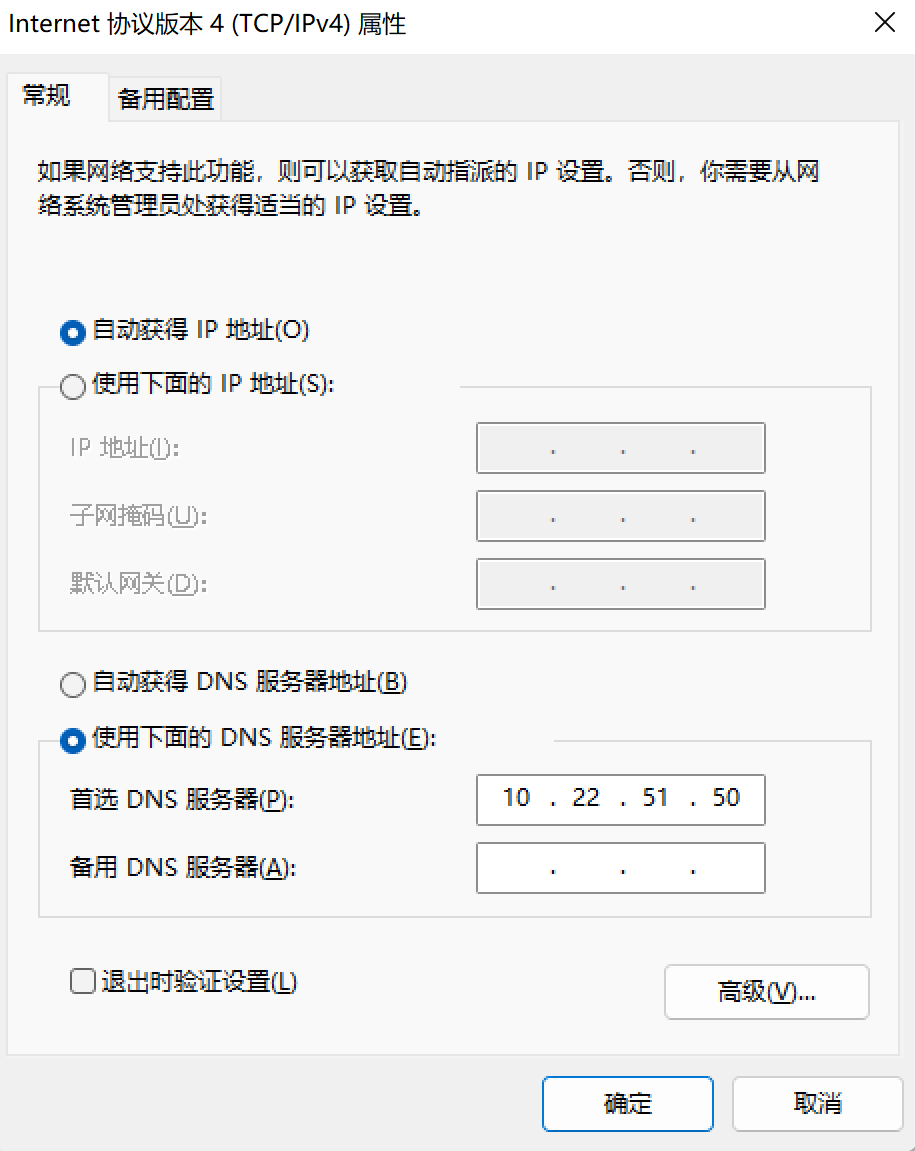 Internet 协议版本 4 (TCP/IPv4) 属性
常规
备用配置
如果网络支持此功能，则可以获取自动指派的 IP 设置。否则，你需要从网
络系统管理员处获得适当的 IP 设置。
自动获得 IP 地址(O)
使用下面的 IP 地址(S):
IP 地址(I):
. . .
子网掩码(U):
. . .
默认网关(D):
. . .
自动获得 DNS 服务器地址(B)
使用下面的 DNS 服务器地址(E):
首选 DNS 服务器(P):
10 . 22 . 51 . 50
备用 DNS 服务器(A):
. . .
退出时验证设置(L)
高级(V)...
确定
取消